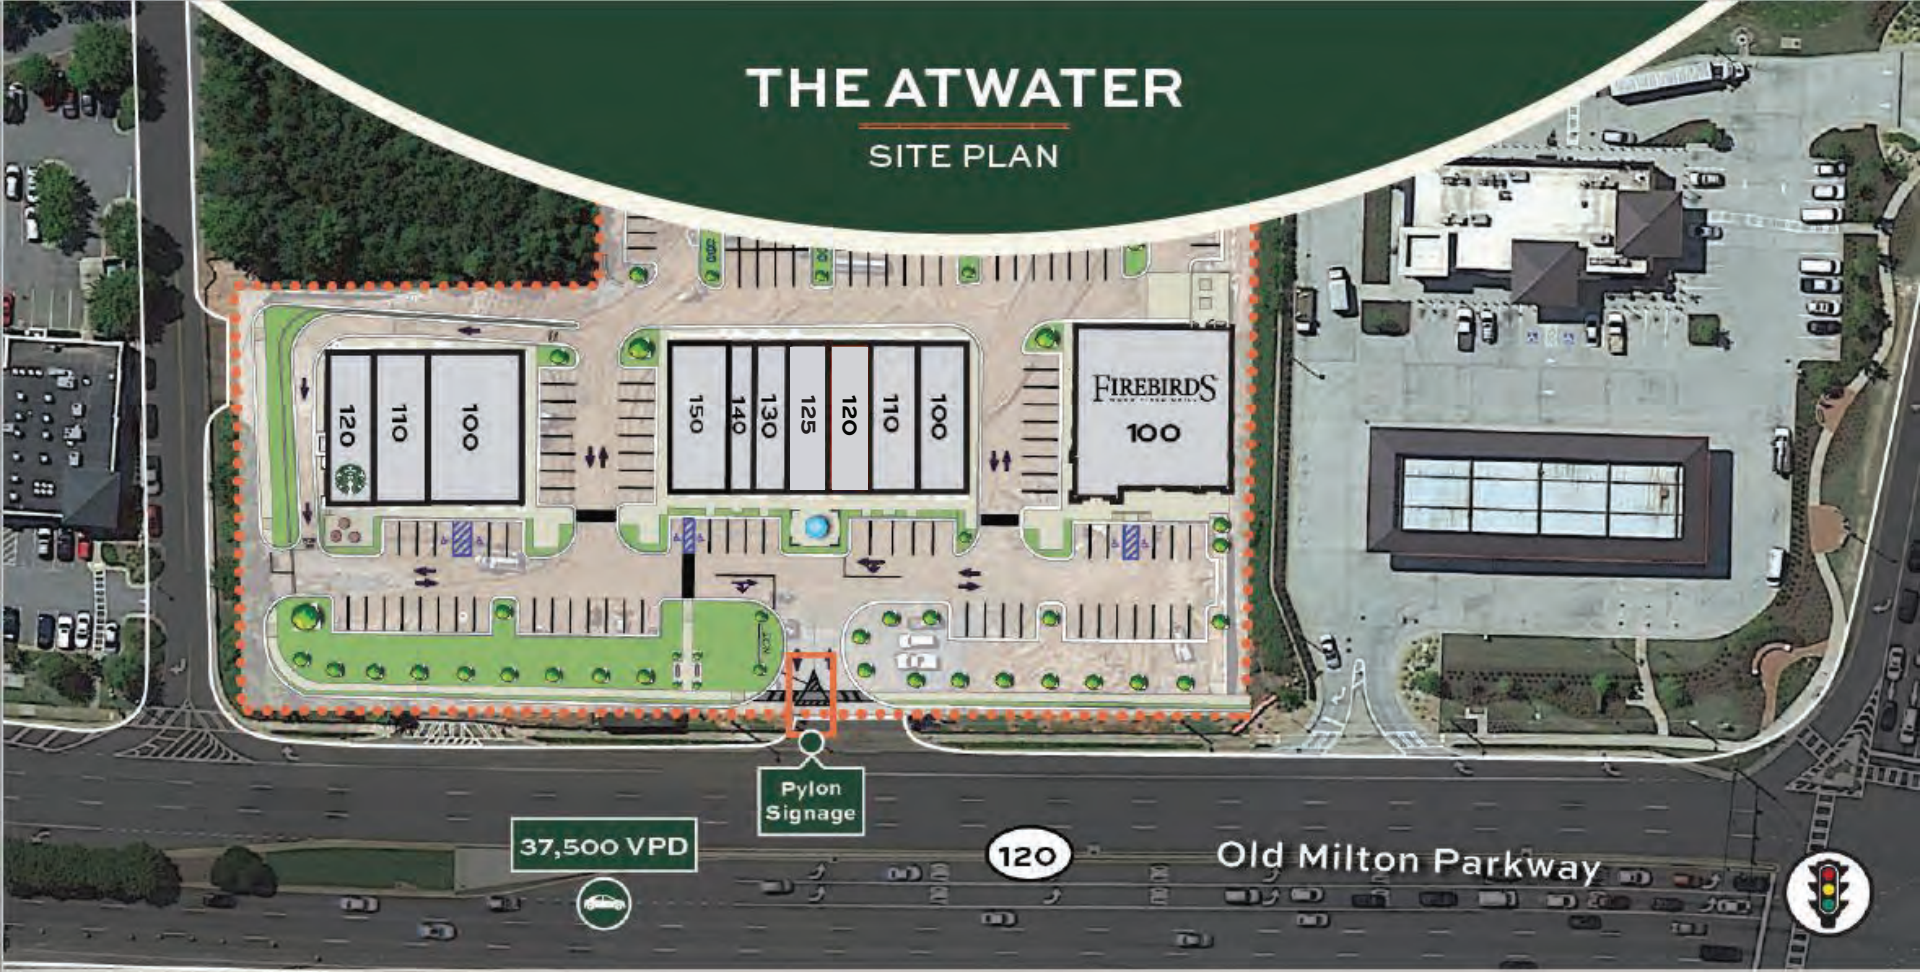 THE ATWATER
SITE PLAN
120
110
100
150
140
130
125
120
110
100
FIREBIRDS
100
Pylon
Signage
37,500 VPD
120
Old Milton Parkway